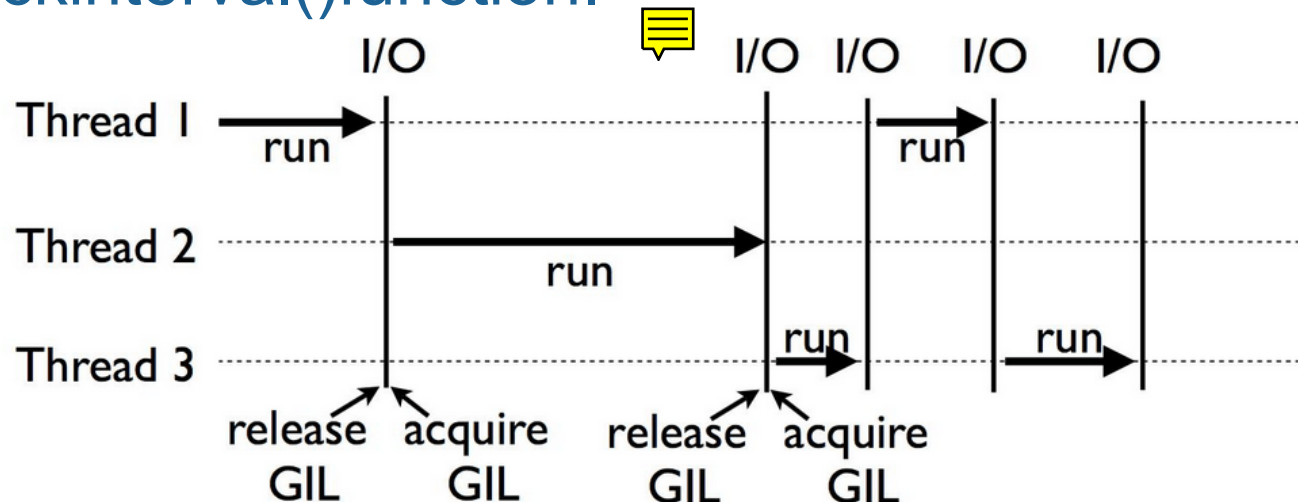 I/O I/O I/O I/O I/O
Thread 1
run run
Thread 2
run
run run
Thread 3
release acquire release acquire
GIL GIL GIL GIL